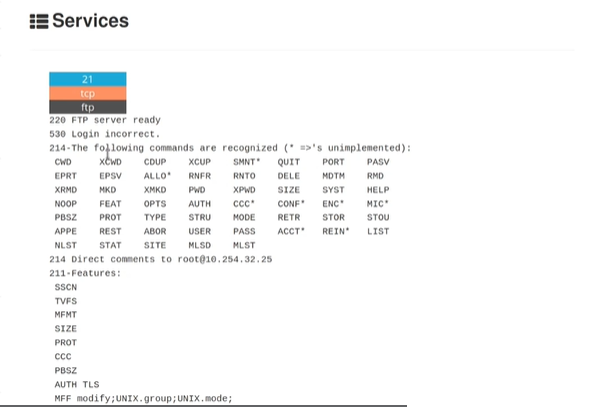 Services
21
tcp
ftp
220 FTP server ready
530 Login incorrect.
214-The following commands are recognized (* =>'s unimplemented):
CWD XCWD CDUP XCUP SMNT* QUIT PORT PASV
EPRT EPSV ALLO* RNFR RNTO DELE MDTM RMD
XRMD MKD XMKD PWD XPWD SIZE SYST HELP
NOOP FEAT OPTS AUTH CCC* CONF* ENC* MIC*
PBSZ PROT TYPE STRU MODE RETR STOR STOU
APPE REST ABOR USER PASS ACCT* REIN* LIST
NLST STAT SITE MLSD MLST
214 Direct comments to root@10.254.32.25
211-Features:
SSCN
TVFS
MFMT
SIZE
PROT
CCC
PBSZ
AUTH TLS
MFF modify;UNIX.group;UNIX.mode;